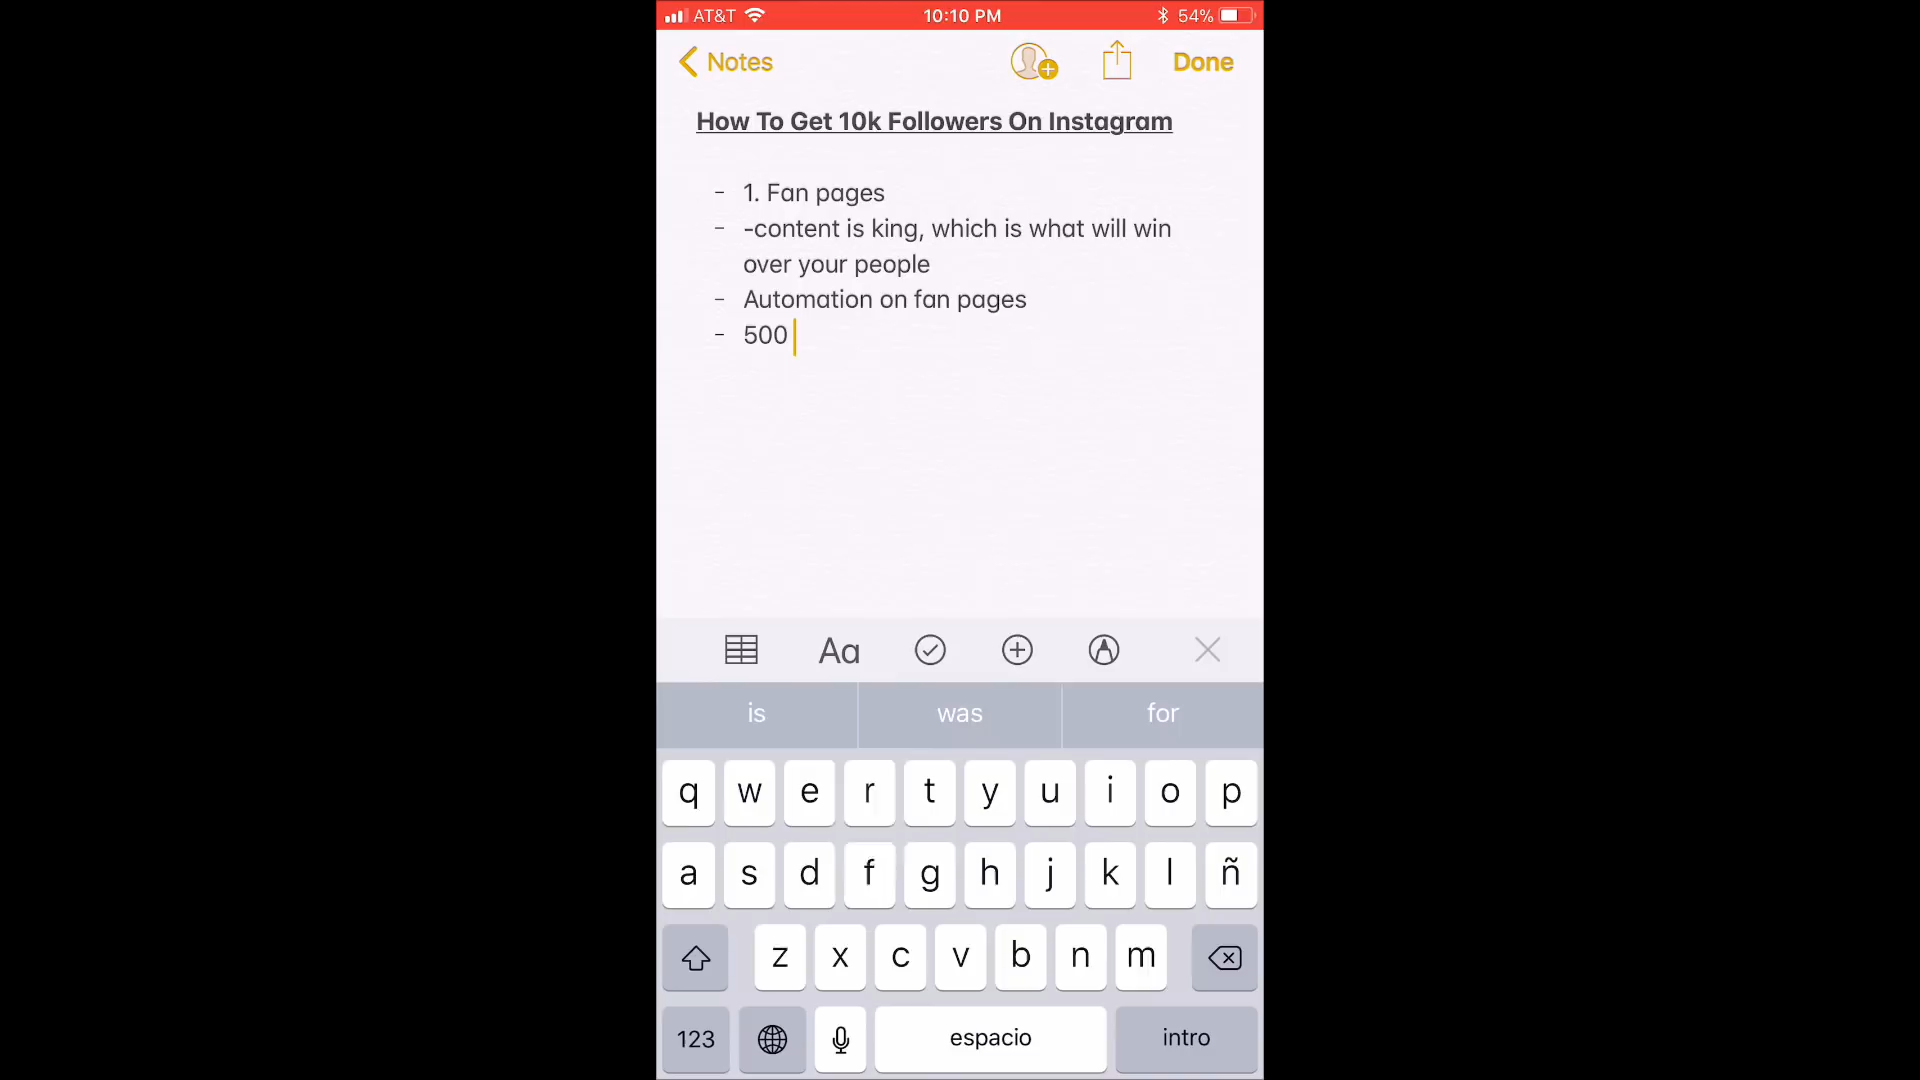 AT&T 10:10 PM 54%
Notes Done
How To Get 10k Followers On Instagram
- 1. Fan pages
- -content is king, which is what will win
over your people
- Automation on fan pages
- 500
Aa
is was for
q w e r t y u i o p
a s d f g h j k l ñ
z x c v b n m
123 espacio intro